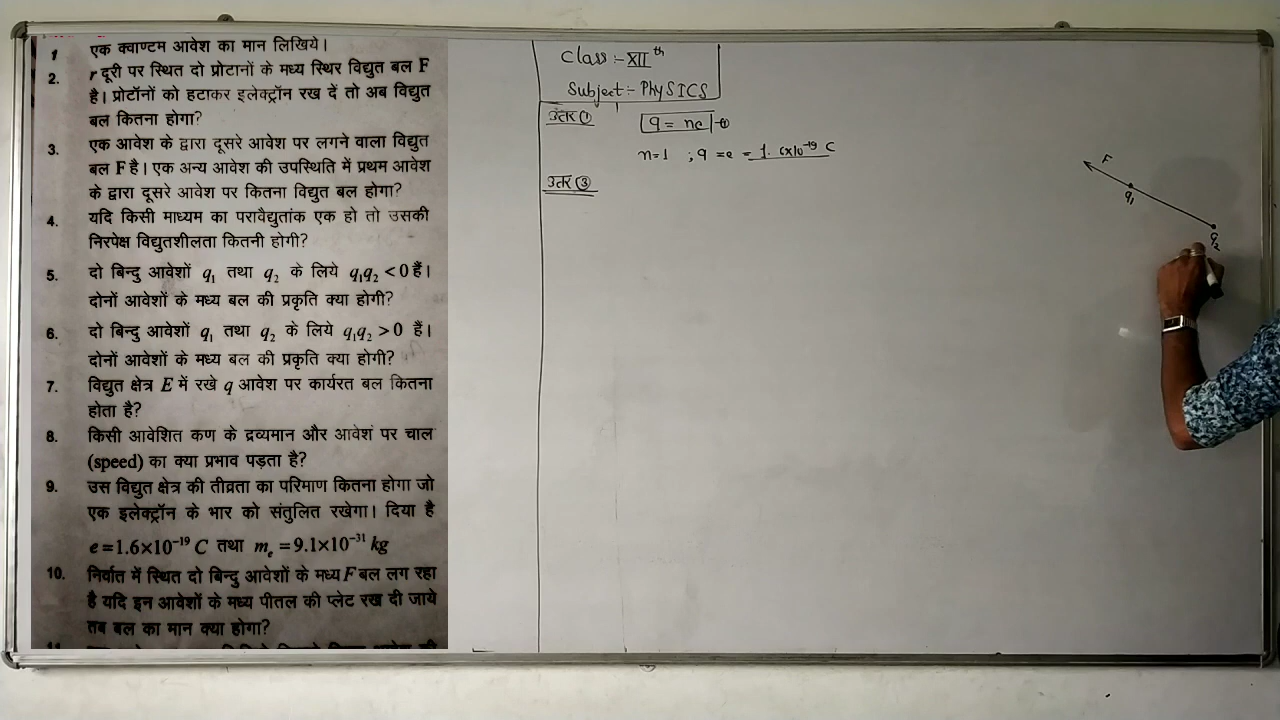 1 एक क्वाण्टम आवेश का मान लिखिये।
2. r दूरी पर स्थित दो प्रोटानों के मध्य स्थिर विद्युत बल F
है। प्रोटॉनों को हटाकर इलेक्ट्रॉन रख दें तो अब विद्युत
बल कितना होगा?
3. एक आवेश के द्वारा दूसरे आवेश पर लगने वाला विद्युत
बल F है। एक अन्य आवेश की उपस्थिति में प्रथम आवेश
के द्वारा दूसरे आवेश पर कितना विद्युत बल होगा?
4. यदि किसी माध्यम का परावैद्युतांक एक हो तो उसकी
निरपेक्ष विद्युतशीलता कितनी होगी?
5. दो बिन्दु आवेशों q₁ तथा q₂ के लिये q₁q₂ < 0 हैं।
दोनों आवेशों के मध्य बल की प्रकृति क्या होगी?
6. दो बिन्दु आवेशों q₁ तथा q₂ के लिये q₁q₂ > 0 हैं।
दोनों आवेशों के मध्य बल की प्रकृति क्या होगी?
7. विद्युत क्षेत्र E में रखे q आवेश पर कार्यरत बल कितना
होता है?
8. किसी आवेशित कण के द्रव्यमान और आवेश पर चाल
(speed) का क्या प्रभाव पड़ता है?
9. उस विद्युत क्षेत्र की तीव्रता का परिमाण कितना होगा जो
एक इलेक्ट्रॉन के भार को संतुलित रखेगा। दिया है
e=1.6×10⁻¹⁹ C तथा mₑ =9.1×10⁻³¹ kg
10. निर्वात में स्थित दो बिन्दु आवेशों के मध्य F बल लग रहा
है यदि इन आवेशों के मध्य पीतल की प्लेट रख दी जाये
तब बल का मान क्या होगा?
Class:- XIIth
Subject:- PhySICS
उत्तर (1) q = ne
n=1 ; q = e = 1.6x10⁻¹⁹ C
उत्तर (3)
F
q₁
q₂